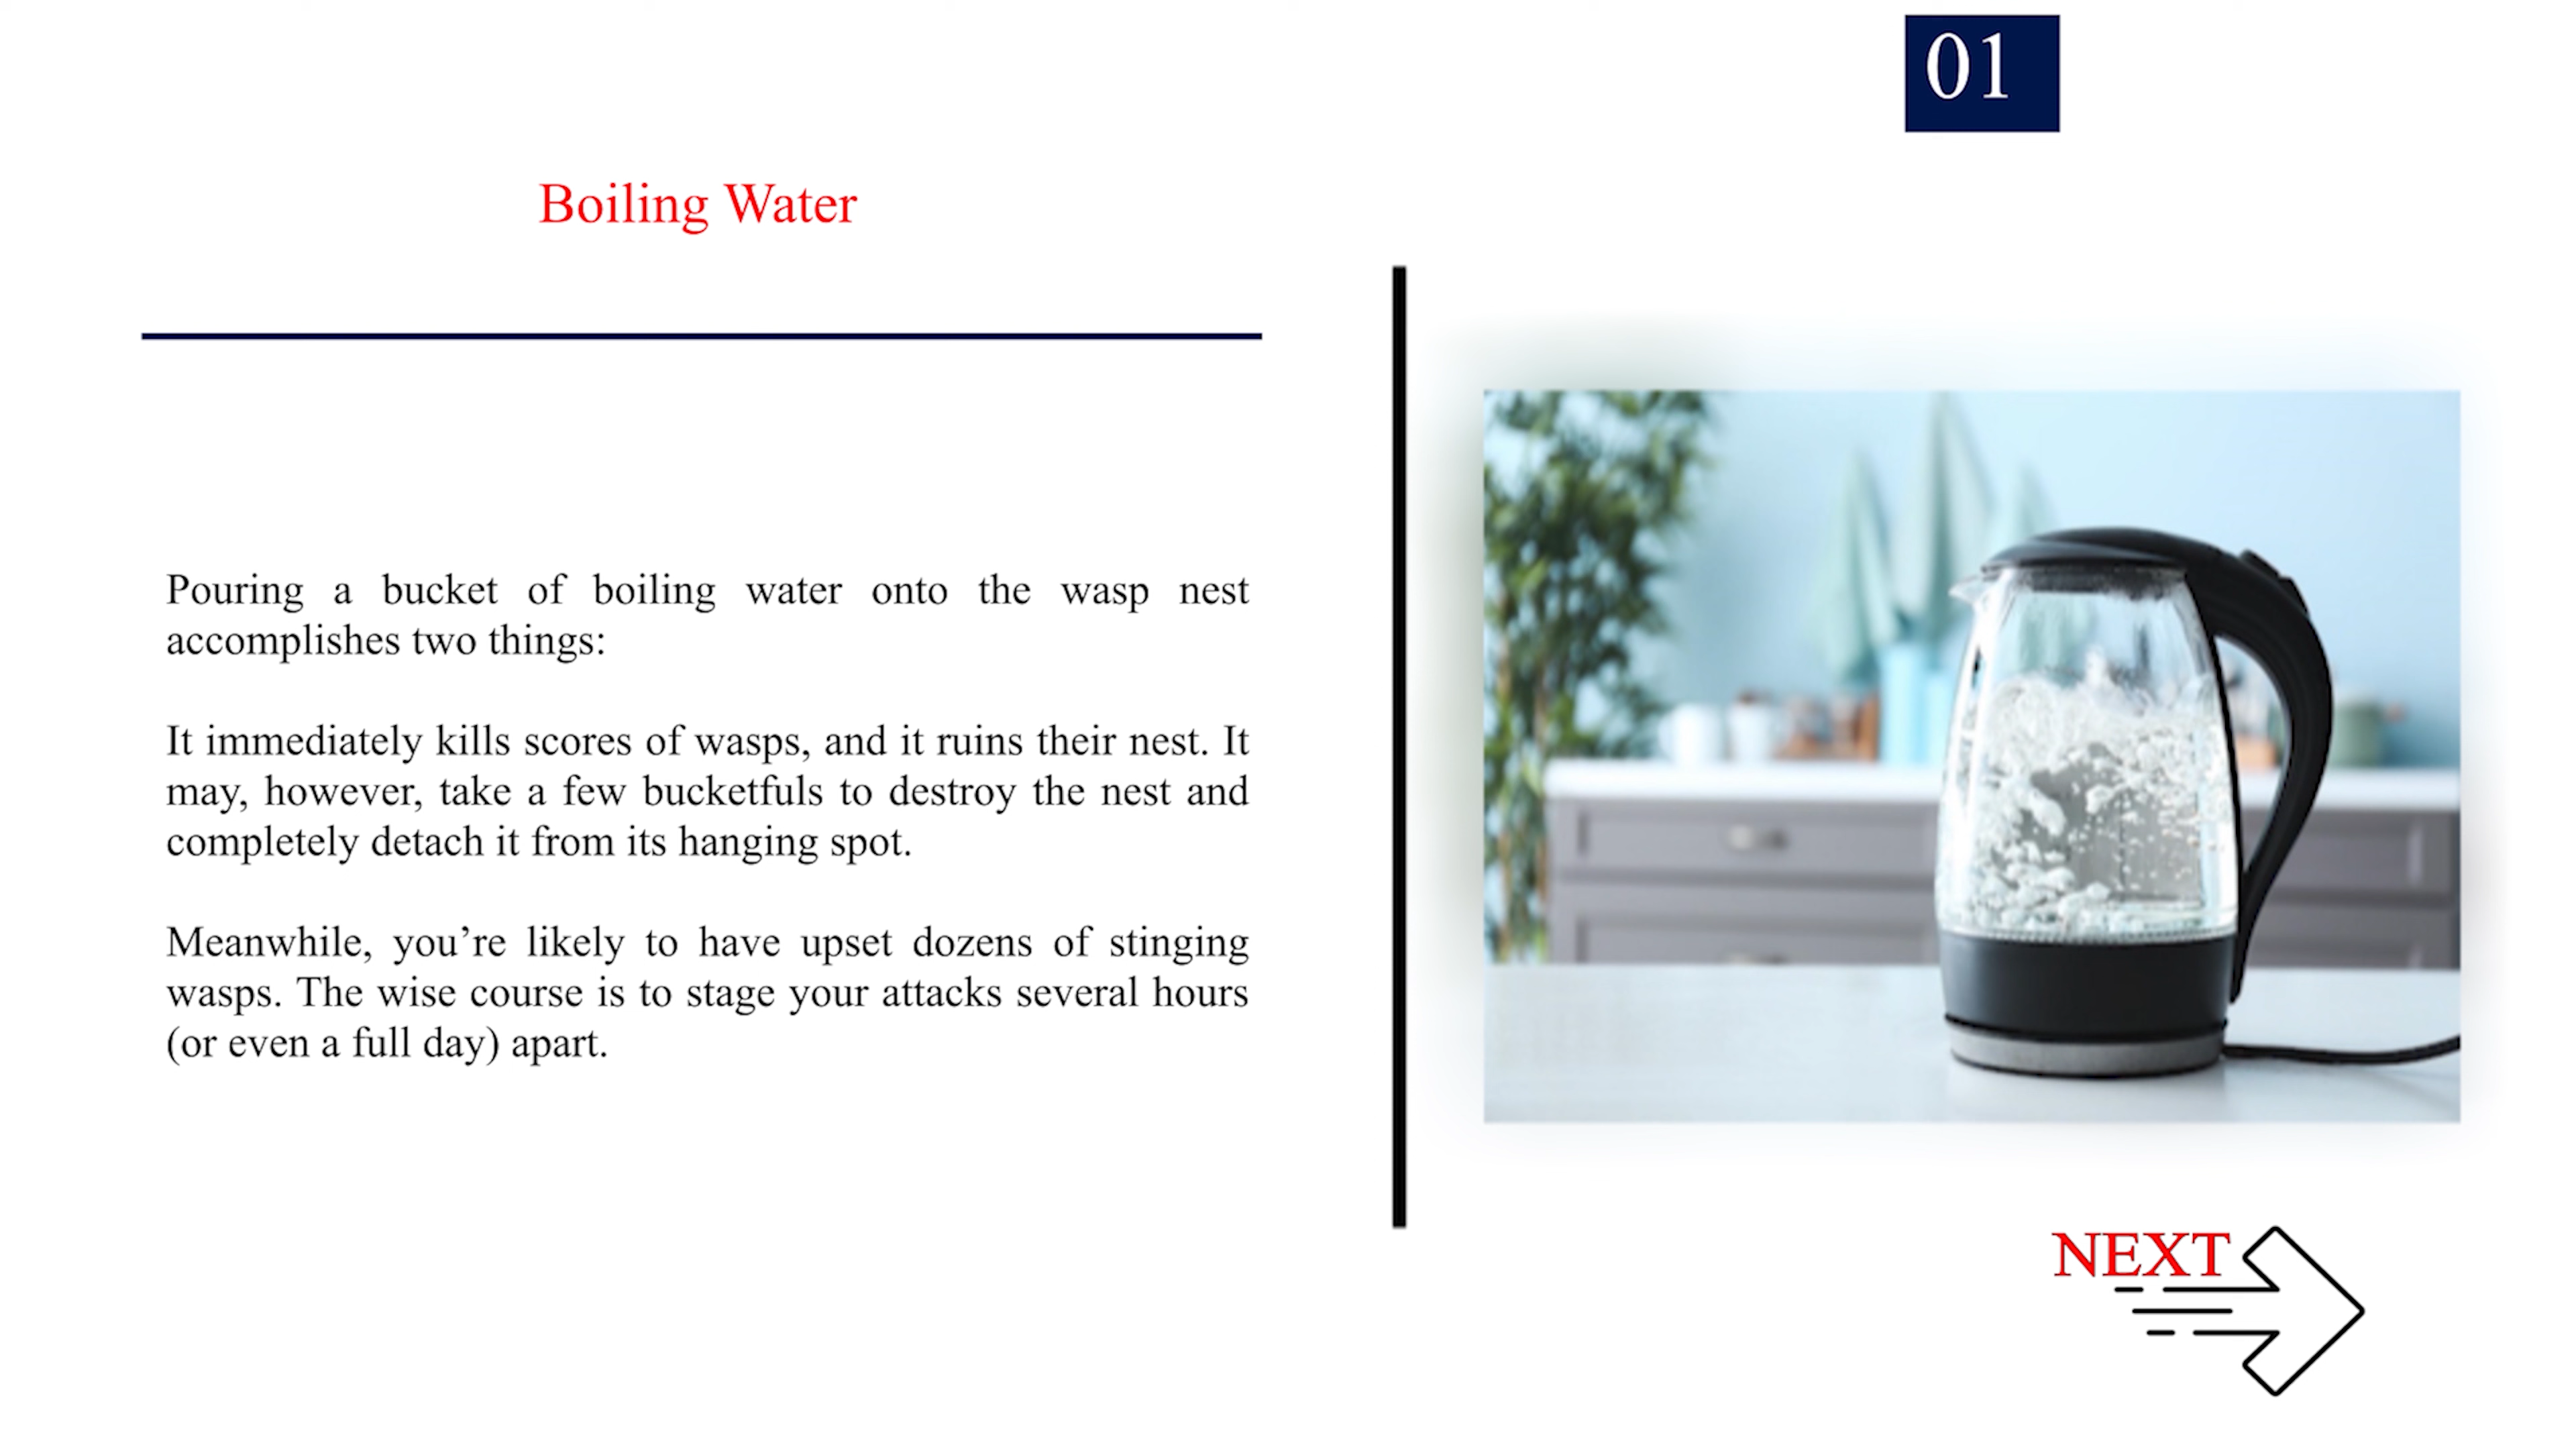 01
Boiling Water
Pouring a bucket of boiling water onto the wasp nest
accomplishes two things:
It immediately kills scores of wasps, and it ruins their nest. It
may, however, take a few bucketfuls to destroy the nest and
completely detach it from its hanging spot.
Meanwhile, you’re likely to have upset dozens of stinging
wasps. The wise course is to stage your attacks several hours
(or even a full day) apart.
NEXT